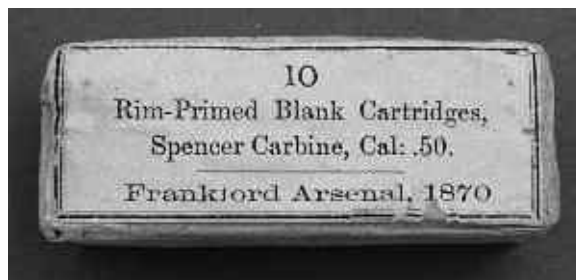 10
Rim-Primed Blank Cartridges,
Spencer Carbine, Cal: .50.
Frankford Arsenal, 1870